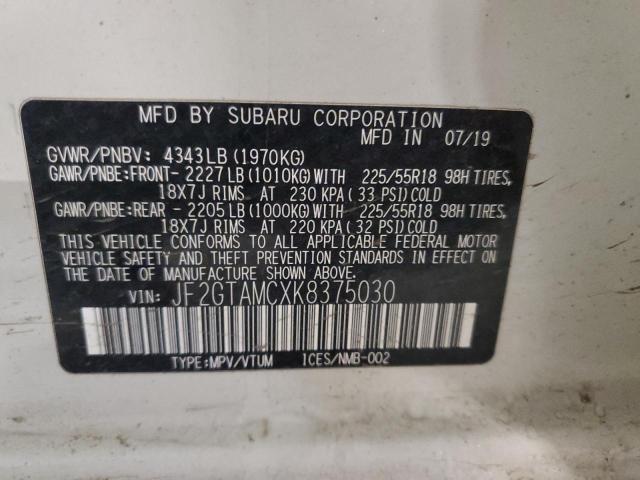 MFD BY SUBARU CORPORATION
MFD IN 07/19
GVWR/PNBV: 4343LB(1970KG)
GAWR/PNBE:FRONT- 2227LB(1010KG)WITH 225/55R18 98H TIRES,
18X7J RIMS AT 230 KPA(33 PSI)COLD
GAWR/PNBE:REAR - 2205LB(1000KG)WITH 225/55R18 98H TIRES,
18X7J RIMS AT 220 KPA(32 PSI)COLD
THIS VEHICLE CONFORMS TO ALL APPLICABLE FEDERAL MOTOR
VEHICLE SAFETY AND THEFT PREVENTION STANDARDS IN EFFECT
ON THE DATE OF MANUFACTURE SHOWN ABOVE.
VIN: JF2GTAMCXK8375030
TYPE:MPV/VTUM ICES/NMB-002